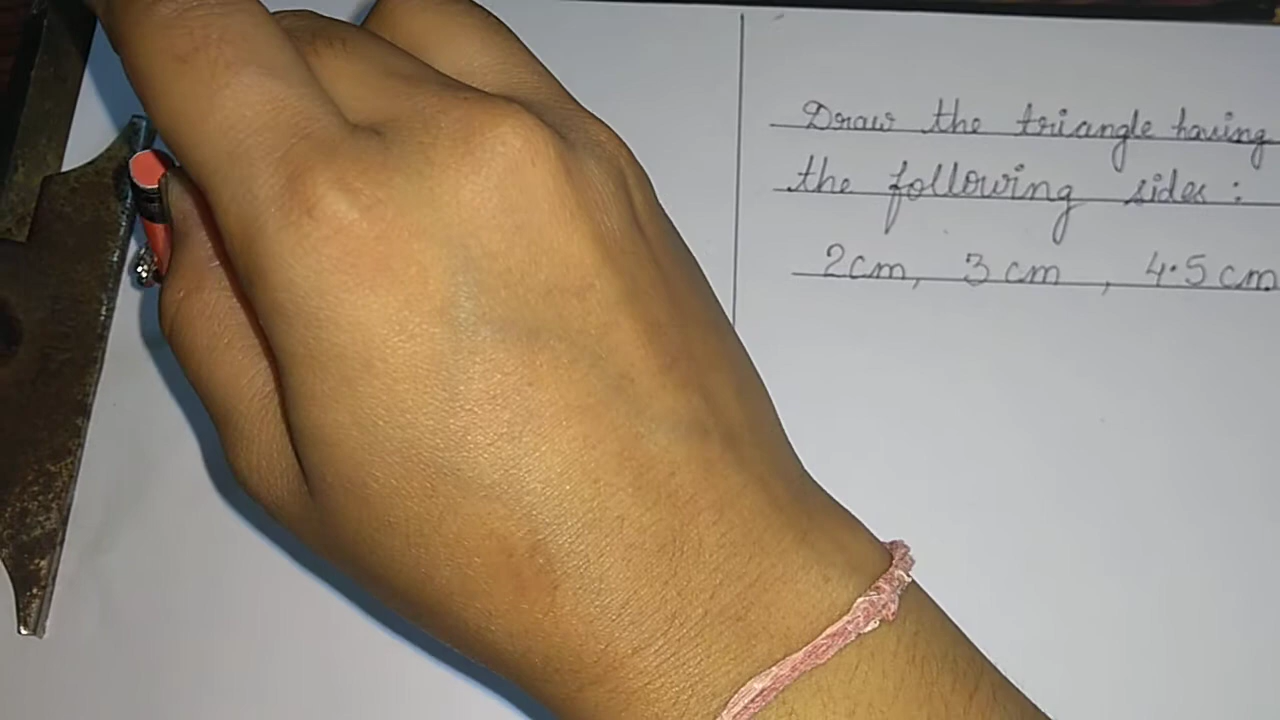 Draw the triangle having
the following sides:
2cm, 3 cm, 4.5 cm